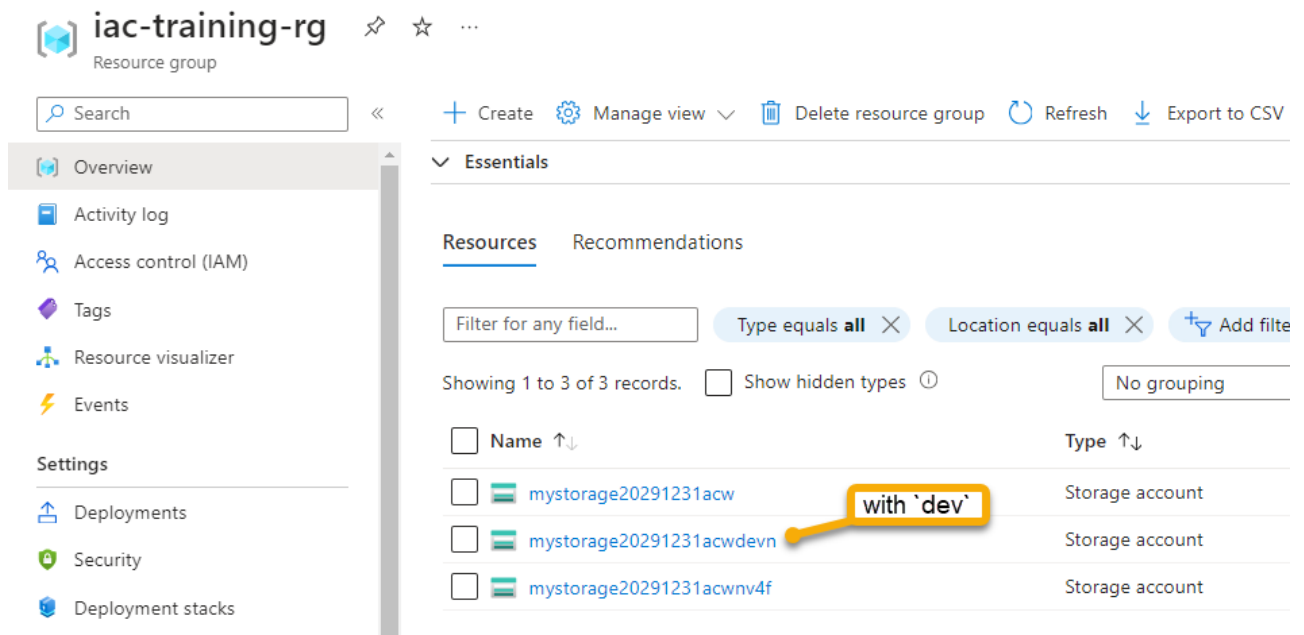 iac-training-rg
Resource group
Search
Create
Manage view
Delete resource group
Refresh
Export to CSV
Overview
Activity log
Access control (IAM)
Tags
Resource visualizer
Events
Settings
Deployments
Security
Deployment stacks
Essentials
Resources Recommendations
Filter for any field...
Type equals all
Location equals all
Add filte
Showing 1 to 3 of 3 records.
Show hidden types
No grouping
Name Type
mystorage20291231acw Storage account
with `dev`
mystorage20291231acwdevn Storage account
mystorage20291231acwnv4f Storage account